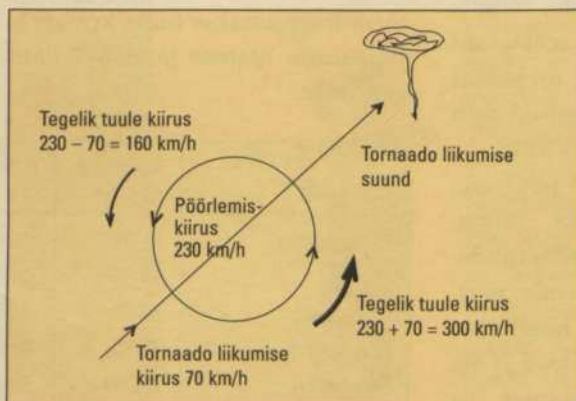 Tegelik tuule kiirus
230 – 70 = 160 km/h
Tornaado liikumise
suund
Pöörlemis-
kiirus
230 km/h
Tegelik tuule kiirus
230 + 70 = 300 km/h
Tornaado liikumise
kiirus 70 km/h